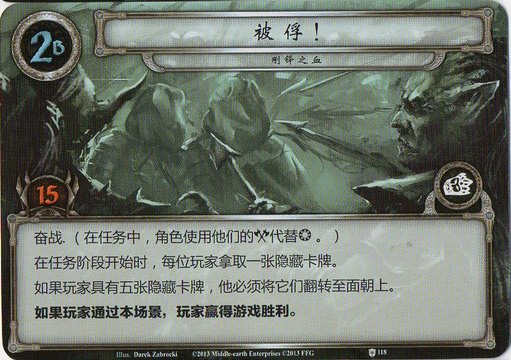 2B
被俘！
刚铎之血
15
奋战.（在任务中，角色使用他们的代替。）
在任务阶段开始时，每位玩家拿取一张隐藏卡牌。
如果玩家具有五张隐藏卡牌，他必须将它们翻转至面朝上。
如果玩家通过本场景，玩家赢得游戏胜利。
Illus. Darek Zabrocki ©2013 Middle-earth Enterprises ©2013 FFG 118